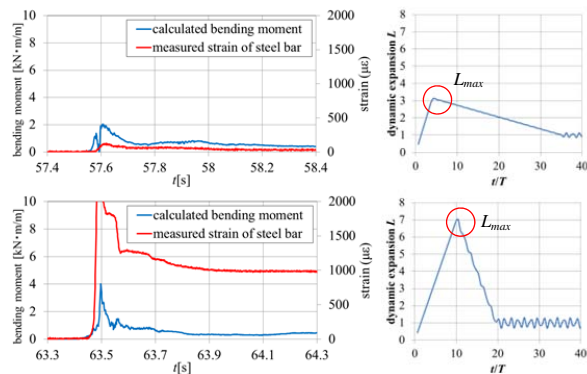 bending moment [kN・m/m]
10
8
6
4
2
0
calculated bending moment
measured strain of steel bar
2000
1500
1000
500
0
strain (με)
57.4 57.6 57.8 58 58.2 58.4
t[s]
dynamic expansion L
8
7
6
5
4
3
2
1
0
Lmax
0 10 20 30 40
t/T
bending moment [kN・m/m]
10
8
6
4
2
0
calculated bending moment
measured strain of steel bar
2000
1500
1000
500
0
strain (με)
63.3 63.5 63.7 63.9 64.1 64.3
t[s]
dynamic expansion L
8
7
6
5
4
3
2
1
0
Lmax
0 10 20 30 40
t/T